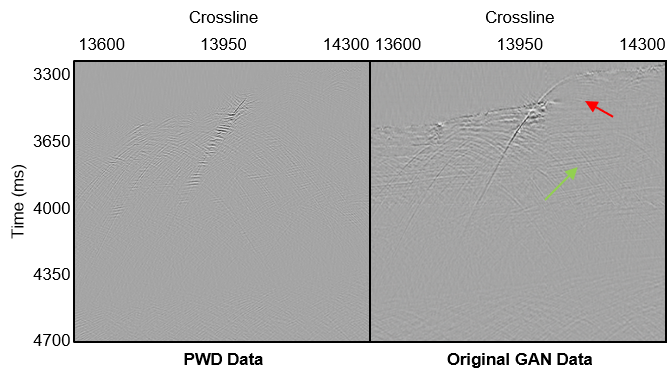 Crossline Crossline
13600 13950 14300 13600 13950 14300
3300
3650
4000
4350
4700
Time (ms)
PWD Data Original GAN Data